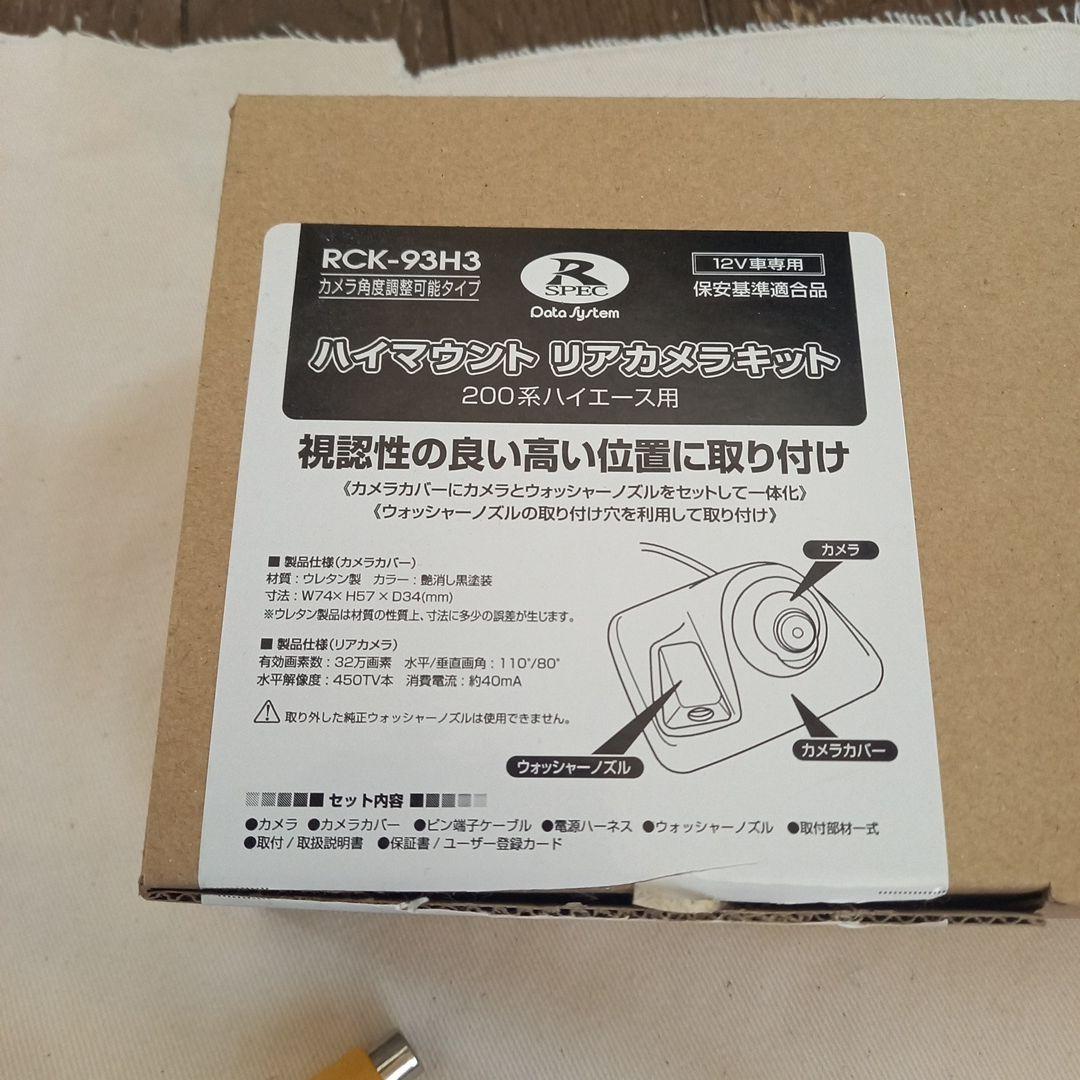 RCK-93H3
カメラ角度調整可能タイプ
R
SPEC
Data System
12V車専用
保安基準適合品
ハイマウント リアカメラキット
200系ハイエース用
視認性の良い高い位置に取り付け
《カメラカバーにカメラとウォッシャーノズルをセットして一体化》
《ウォッシャーノズルの取り付け穴を利用して取り付け》
■ 製品仕様(カメラカバー)
材質:ウレタン製 カラー:艶消し黒塗装
寸法:W74×H57×D34(mm)
※ウレタン製品は材質の性質上、寸法に多少の誤差が生じます。
■ 製品仕様(リアカメラ)
有効画素数:32万画素 水平/垂直画角:110°/80°
水平解像度:450TV本 消費電流:約40mA
取り外した純正ウォッシャーノズルは使用できません。
カメラ
カメラカバー
ウォッシャーノズル
セット内容
●カメラ ●カメラカバー ●ピン端子ケーブル ●電源ハーネス ●ウォッシャーノズル ●取付部材一式
●取付/取扱説明書 ●保証書/ユーザー登録カード